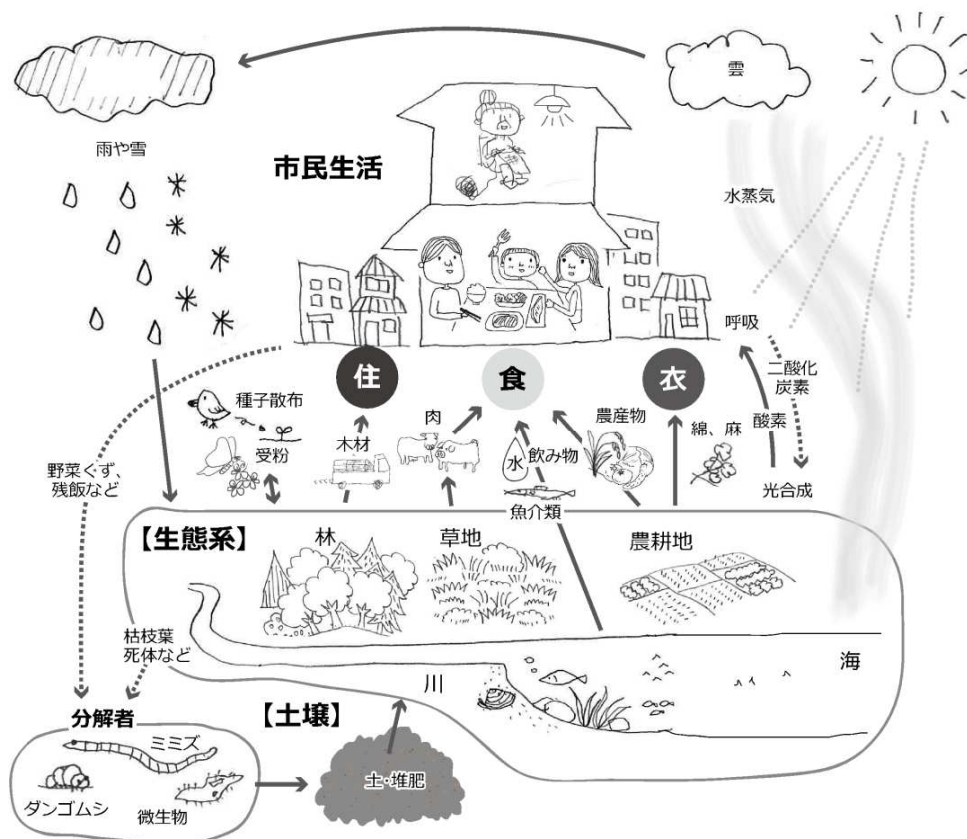 雲
雨や雪
市民生活
水蒸気
呼吸
二酸化
炭素
住
食
衣
種子散布
受粉
木材
肉
水
飲み物
農産物
綿、麻
酸素
光合成
野菜くず、
残飯など
魚介類
【生態系】
林
草地
農耕地
枯枝葉
死体など
川
海
分解者
【土壌】
ミミズ
ダンゴムシ
微生物
土・堆肥